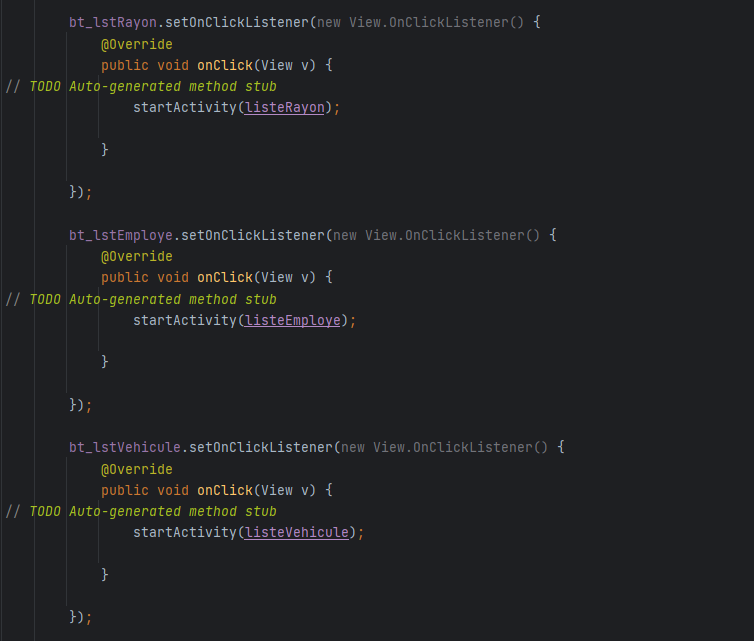 bt_lstRayon.setOnClickListener(new View.OnClickListener() {
@Override
public void onClick(View v) {
// TODO Auto-generated method stub
startActivity(listeRayon);
}
});
bt_lstEmploye.setOnClickListener(new View.OnClickListener() {
@Override
public void onClick(View v) {
// TODO Auto-generated method stub
startActivity(listeEmploye);
}
});
bt_lstVehicule.setOnClickListener(new View.OnClickListener() {
@Override
public void onClick(View v) {
// TODO Auto-generated method stub
startActivity(listeVehicule);
}
});